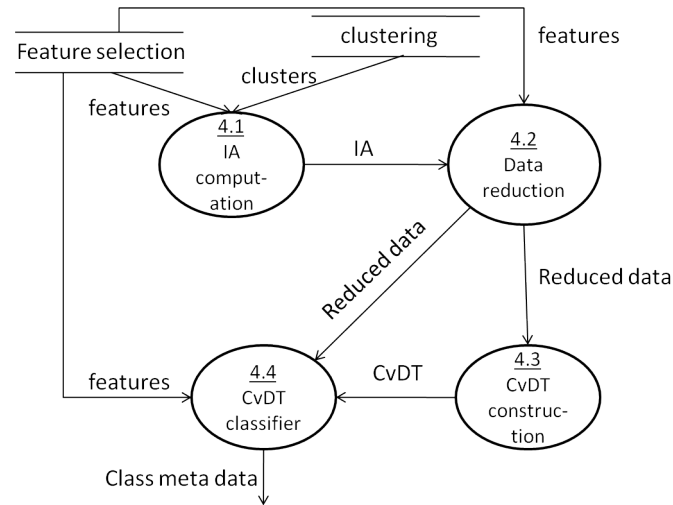 Feature selection
clustering
features
clusters
features
4.1
IA
comput-
ation
IA
4.2
Data
reduction
Reduced data
Reduced data
features
4.4
CvDT
classifier
CvDT
4.3
CvDT
construc-
tion
Class meta data